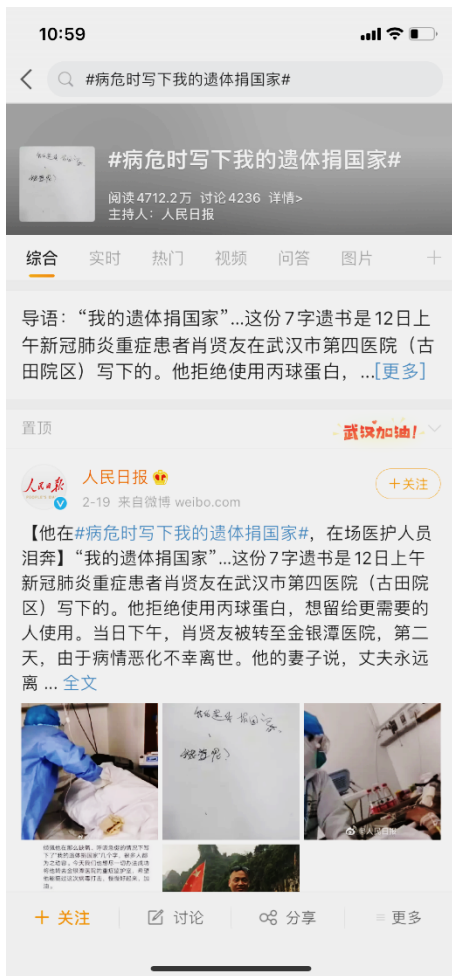 10:59
#病危时写下我的遗体捐国家#
#病危时写下我的遗体捐国家#
阅读4712.2万 讨论4236 详情>
主持人：人民日报
综合 实时 热门 视频 问答 图片
导语：“我的遗体捐国家”...这份7字遗书是12日上
午新冠肺炎重症患者肖贤友在武汉市第四医院（古
田院区）写下的。他拒绝使用丙球蛋白，...[更多]
置顶
武汉加油!
人民日报
人民日报
+关注
2-19 来自微博 weibo.com
【他在#病危时写下我的遗体捐国家#，在场医护人员
泪奔】“我的遗体捐国家”...这份7字遗书是12日上午
新冠肺炎重症患者肖贤友在武汉市第四医院（古田院
区）写下的。他拒绝使用丙球蛋白，想留给更需要的
人使用。当日下午，肖贤友被转至金银潭医院，第二
天，由于病情恶化不幸离世。他的妻子说，丈夫永远
离 ... 全文
我的遗体捐国家。
我老婆呢？
@人民日报
+ 关注
讨论
分享
更多